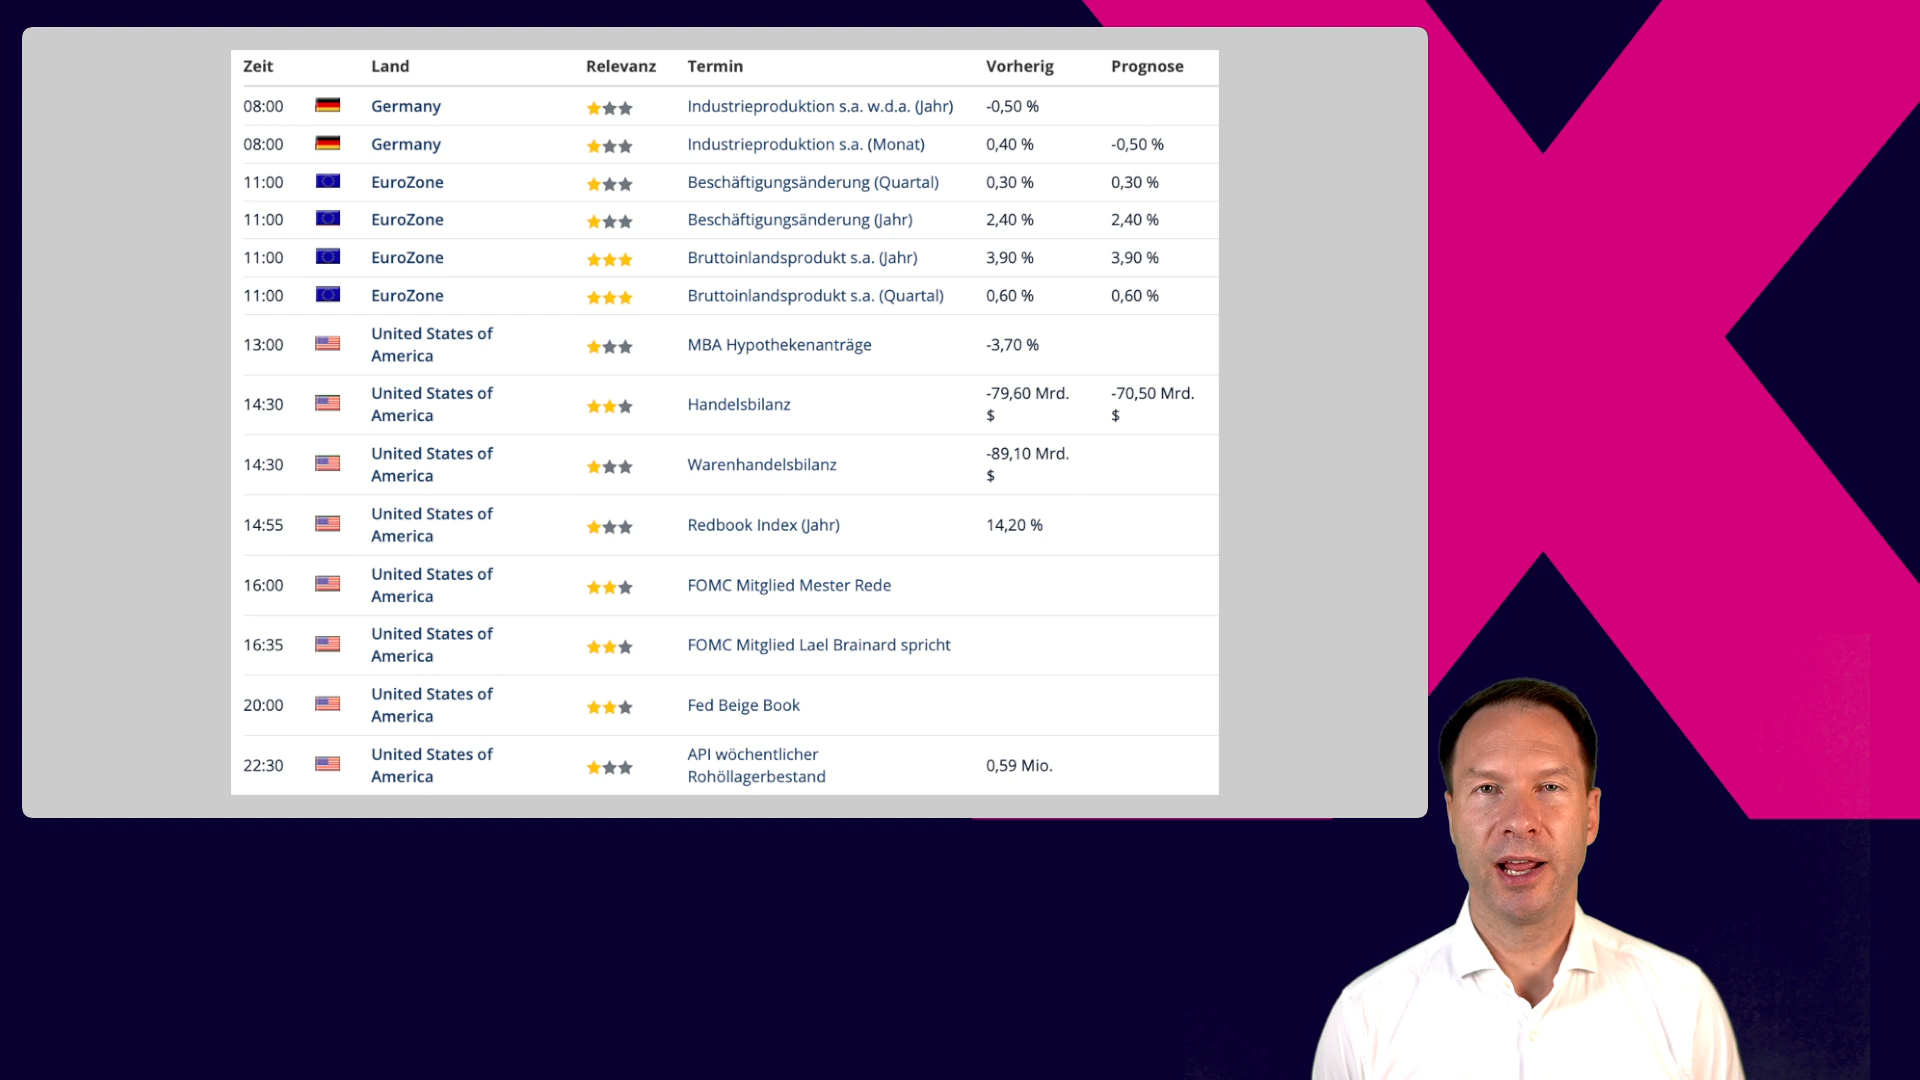 Zeit Land Relevanz Termin Vorherig Prognose
08:00 Germany Industrieproduktion s.a. w.d.a. (Jahr) -0,50 %
08:00 Germany Industrieproduktion s.a. (Monat) 0,40 % -0,50 %
11:00 EuroZone Beschäftigungsänderung (Quartal) 0,30 % 0,30 %
11:00 EuroZone Beschäftigungsänderung (Jahr) 2,40 % 2,40 %
11:00 EuroZone Bruttoinlandsprodukt s.a. (Jahr) 3,90 % 3,90 %
11:00 EuroZone Bruttoinlandsprodukt s.a. (Quartal) 0,60 % 0,60 %
13:00 United States of
America MBA Hypothekenanträge -3,70 %
14:30 United States of
America Handelsbilanz -79,60 Mrd.
$ -70,50 Mrd.
$
14:30 United States of
America Warenhandelsbilanz -89,10 Mrd.
$
14:55 United States of
America Redbook Index (Jahr) 14,20 %
16:00 United States of
America FOMC Mitglied Mester Rede
16:35 United States of
America FOMC Mitglied Lael Brainard spricht
20:00 United States of
America Fed Beige Book
22:30 United States of
America API wöchentlicher
Rohöllagerbestand 0,59 Mio.